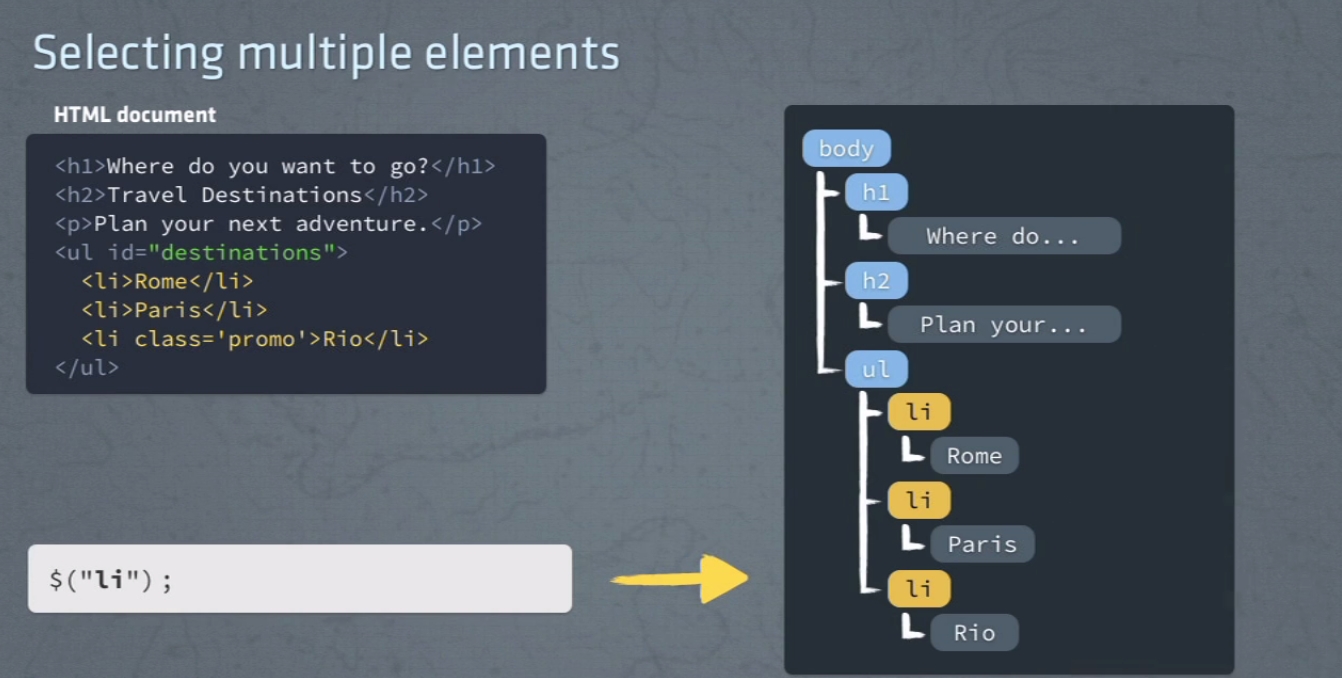 Selecting multiple elements
HTML document
<h1>Where do you want to go?</h1>
<h2>Travel Destinations</h2>
<p>Plan your next adventure.</p>
<ul id="destinations">
<li>Rome</li>
<li>Paris</li>
<li class='promo'>Rio</li>
</ul>
$("li");
body
h1
Where do...
h2
Plan your...
ul
li
Rome
li
Paris
li
Rio